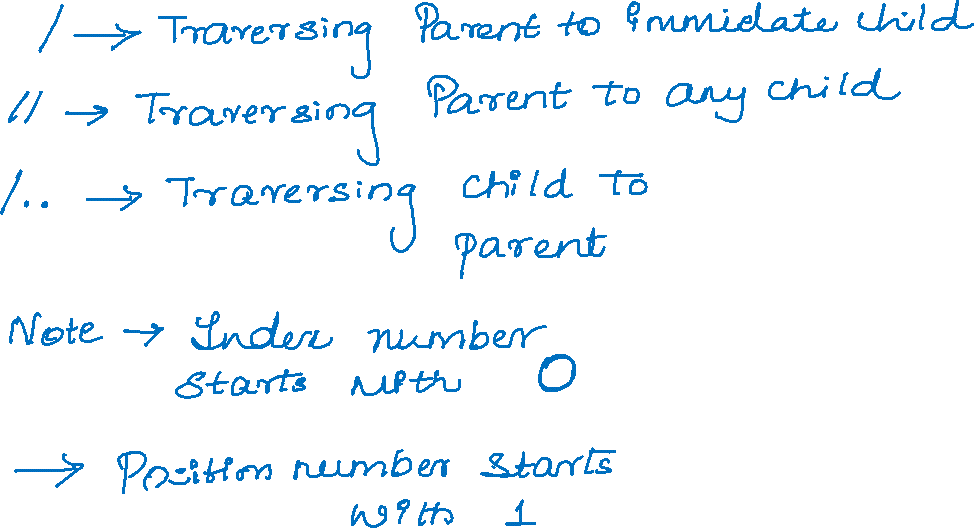 / → Traversing Parent to immidate child
// → Traversing Parent to any child
/.. → Traversing child to
parent
Note → Index number
starts with 0
→ Position number starts
with 1